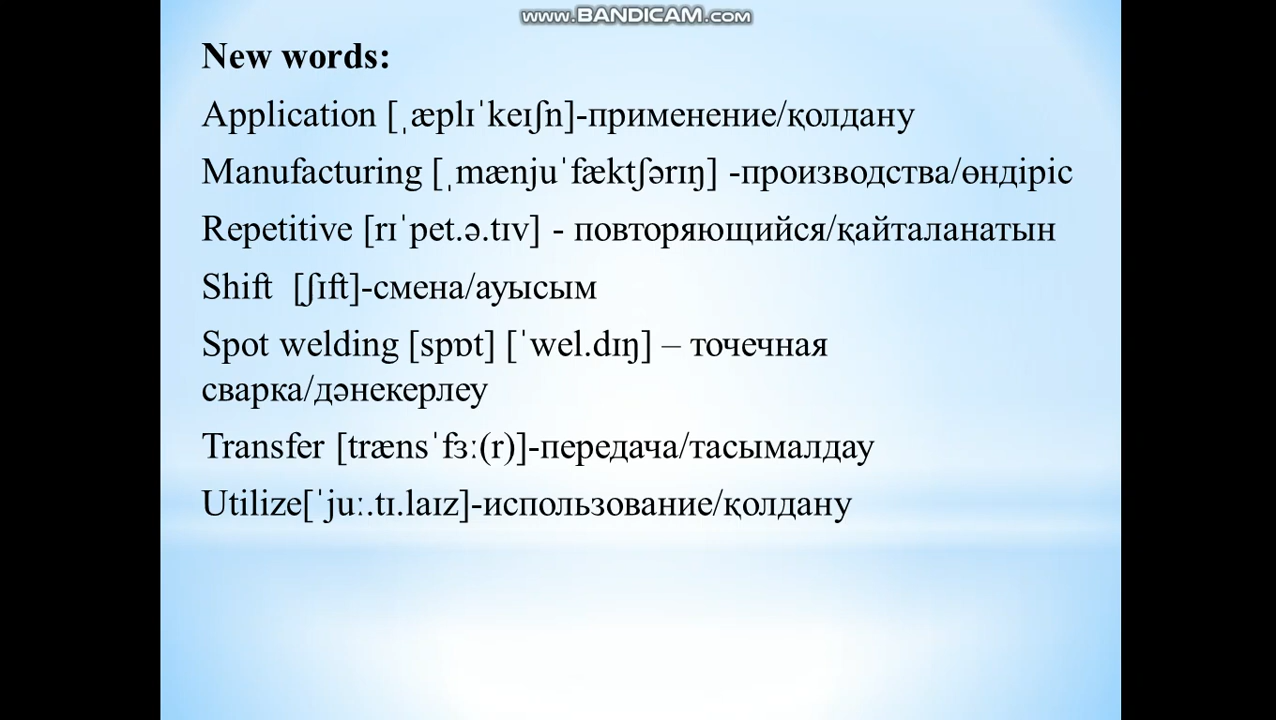 www.BANDICAM.com
New words:
Application [ˌæplɪˈkeɪʃn]-применение/қолдану
Manufacturing [ˌmænjuˈfæktʃərɪŋ] -производства/өндіріс
Repetitive [rɪˈpet.ə.tɪv] - повторяющийся/қайталанатын
Shift  [ʃɪft]-смена/ауысым
Spot welding [spɒt] [ˈwel.dɪŋ] – точечная
сварка/дәнекерлеу
Transfer [trænsˈfɜː(r)]-передача/тасымалдау
Utilize[ˈjuː.tɪ.laɪz]-использование/қолдану